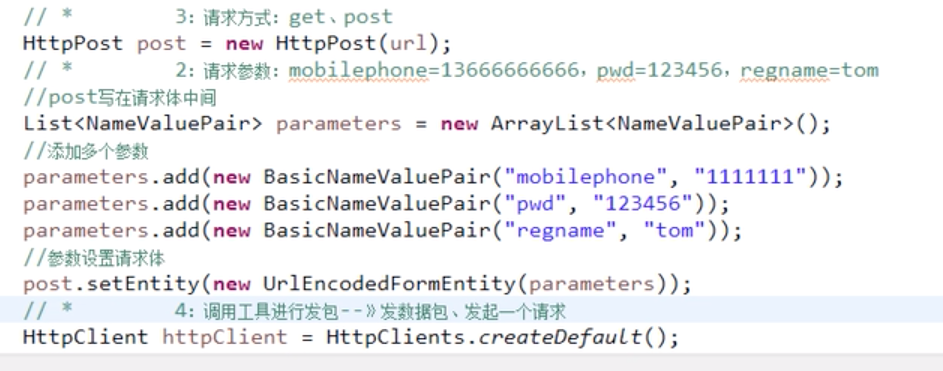 // *        3: 请求方式: get、post
HttpPost post = new HttpPost(url);
// *        2: 请求参数: mobilephone=13666666666, pwd=123456, regname=tom
//post写在请求体中间
List<NameValuePair> parameters = new ArrayList<NameValuePair>();
//添加多个参数
parameters.add(new BasicNameValuePair("mobilephone", "1111111"));
parameters.add(new BasicNameValuePair("pwd", "123456"));
parameters.add(new BasicNameValuePair("regname", "tom"));
//参数设置请求体
post.setEntity(new UrlEncodedFormEntity(parameters));
// *        4: 调用工具进行发包--》发数据包、发起一个请求
HttpClient httpClient = HttpClients.createDefault();